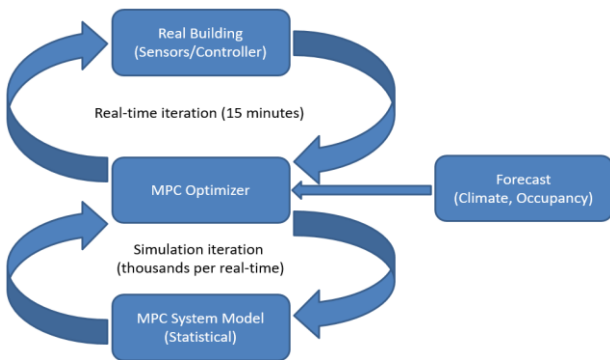 Real Building
(Sensors/Controller)
Real-time iteration (15 minutes)
MPC Optimizer
Forecast
(Climate, Occupancy)
Simulation iteration
(thousands per real-time)
MPC System Model
(Statistical)